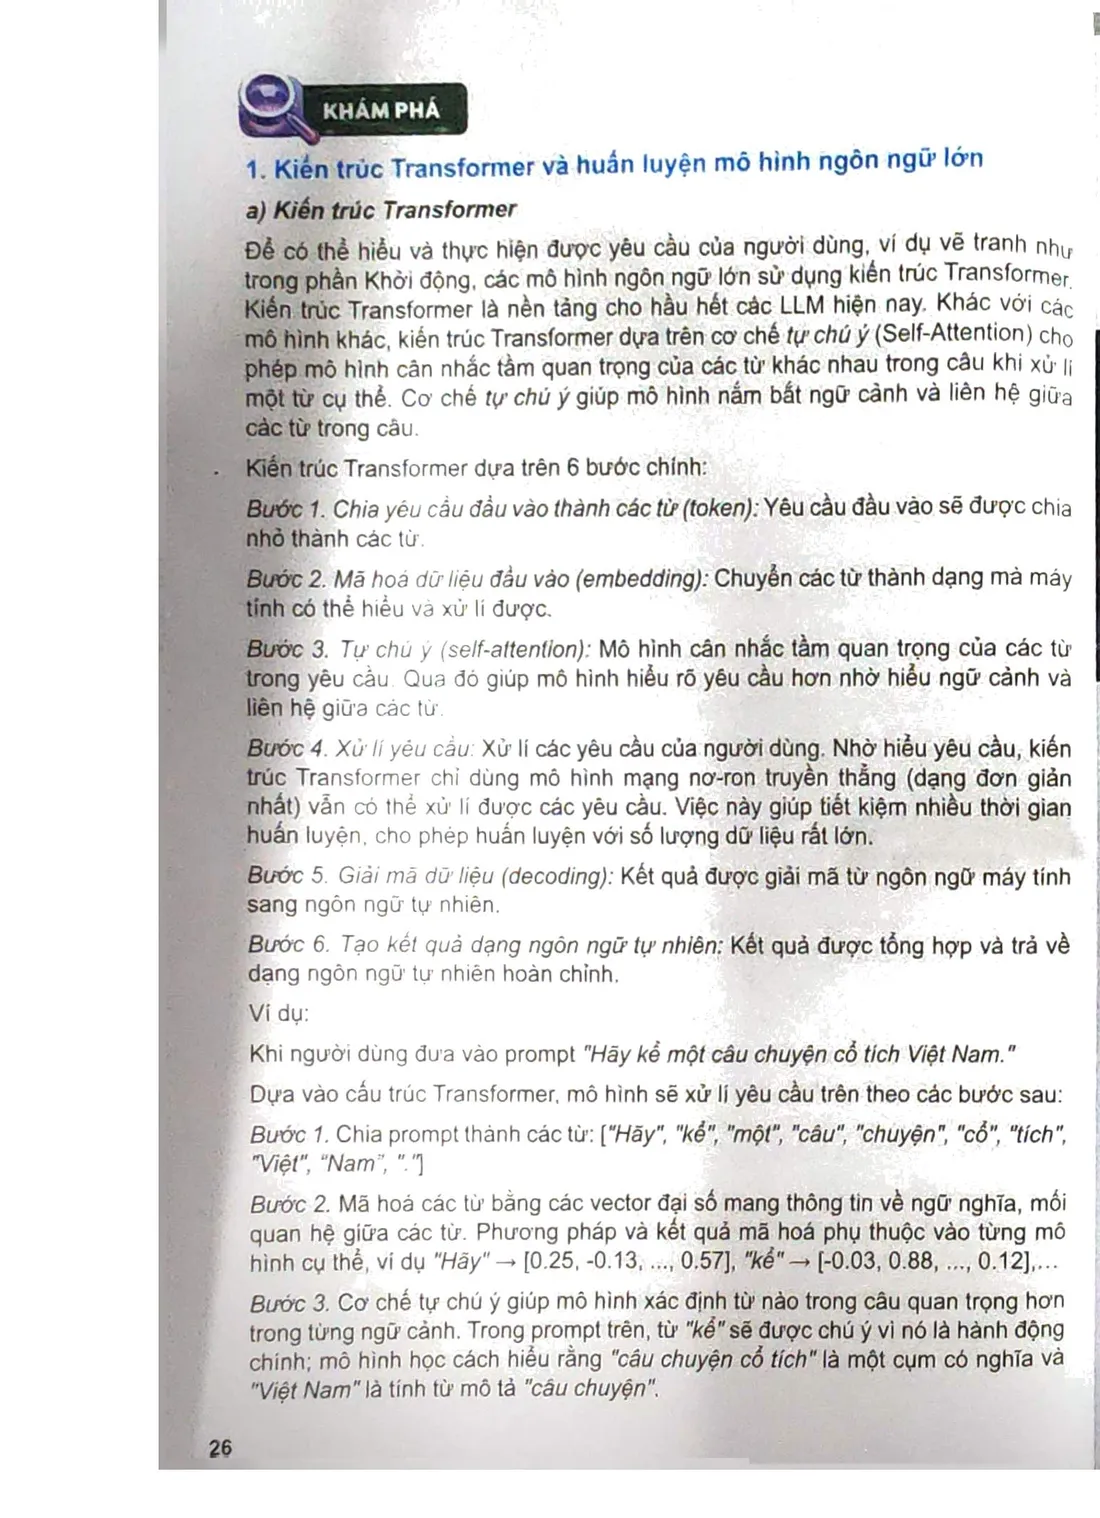 KHÁM PHÁ
1. Kiến trúc Transformer và huấn luyện mô hình ngôn ngữ lớn
a) Kiến trúc Transformer
Để có thể hiểu và thực hiện được yêu cầu của người dùng, ví dụ vẽ tranh như
trong phần Khởi động, các mô hình ngôn ngữ lớn sử dụng kiến trúc Transformer.
Kiến trúc Transformer là nền tảng cho hầu hết các LLM hiện nay. Khác với các
mô hình khác, kiến trúc Transformer dựa trên cơ chế tự chú ý (Self-Attention) cho
phép mô hình cân nhắc tầm quan trọng của các từ khác nhau trong câu khi xử lí
một từ cụ thể. Cơ chế tự chú ý giúp mô hình nắm bắt ngữ cảnh và liên hệ giữa
các từ trong câu.
Kiến trúc Transformer dựa trên 6 bước chính:
Bước 1. Chia yêu cầu đầu vào thành các từ (token): Yêu cầu đầu vào sẽ được chia
nhỏ thành các từ.
Bước 2. Mã hoá dữ liệu đầu vào (embedding): Chuyển các từ thành dạng mà máy
tính có thể hiểu và xử lí được.
Bước 3. Tự chú ý (self-attention): Mô hình cân nhắc tầm quan trọng của các từ
trong yêu cầu. Qua đó giúp mô hình hiểu rõ yêu cầu hơn nhờ hiểu ngữ cảnh và
liên hệ giữa các từ.
Bước 4. Xử lí yêu cầu: Xử lí các yêu cầu của người dùng. Nhờ hiểu yêu cầu, kiến
trúc Transformer chỉ dùng mô hình mạng nơ-ron truyền thẳng (dạng đơn giản
nhất) vẫn có thể xử lí được các yêu cầu. Việc này giúp tiết kiệm nhiều thời gian
huấn luyện, cho phép huấn luyện với số lượng dữ liệu rất lớn.
Bước 5. Giải mã dữ liệu (decoding): Kết quả được giải mã từ ngôn ngữ máy tính
sang ngôn ngữ tự nhiên.
Bước 6. Tạo kết quả dạng ngôn ngữ tự nhiên: Kết quả được tổng hợp và trả về
dạng ngôn ngữ tự nhiên hoàn chỉnh.
Ví dụ:
Khi người dùng đưa vào prompt "Hãy kể một câu chuyện cổ tích Việt Nam."
Dựa vào cấu trúc Transformer, mô hình sẽ xử lí yêu cầu trên theo các bước sau:
Bước 1. Chia prompt thành các từ: ["Hãy", "kể", "một", "câu", "chuyện", "cổ", "tích",
"Việt", "Nam", "."]
Bước 2. Mã hoá các từ bằng các vector đại số mang thông tin về ngữ nghĩa, mối
quan hệ giữa các từ. Phương pháp và kết quả mã hoá phụ thuộc vào từng mô
hình cụ thể, ví dụ "Hãy" → [0.25, -0.13, ..., 0.57], "kể" → [-0.03, 0.88, ..., 0.12],...
Bước 3. Cơ chế tự chú ý giúp mô hình xác định từ nào trong câu quan trọng hơn
trong từng ngữ cảnh. Trong prompt trên, từ "kể" sẽ được chú ý vì nó là hành động
chính; mô hình học cách hiểu rằng "câu chuyện cổ tích" là một cụm có nghĩa và
"Việt Nam" là tính từ mô tả "câu chuyện".
26